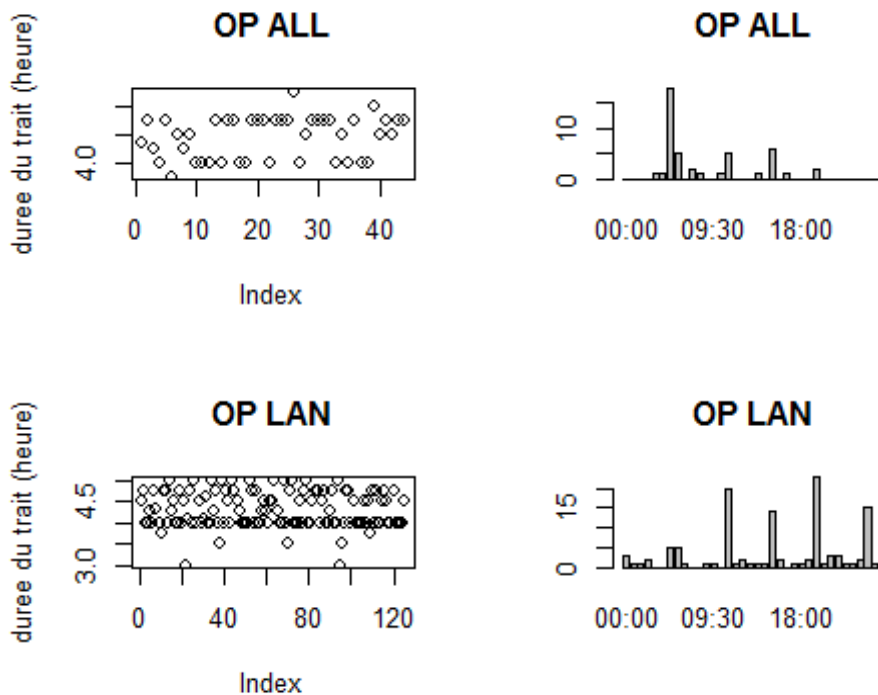 OP ALL
duree du trait (heure)
4.0
0 10 20 30 40
Index
OP ALL
0 10
00:00 09:30 18:00
OP LAN
duree du trait (heure)
3.0 4.5
0 40 80 120
Index
OP LAN
0 15
00:00 09:30 18:00